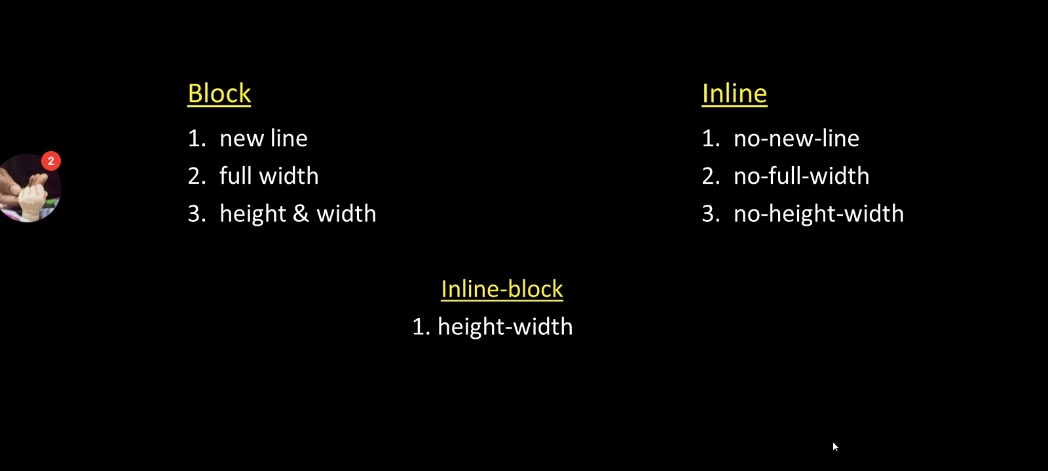 Block
1. new line
2. full width
3. height & width
Inline
1. no-new-line
2. no-full-width
3. no-height-width
Inline-block
1. height-width
2